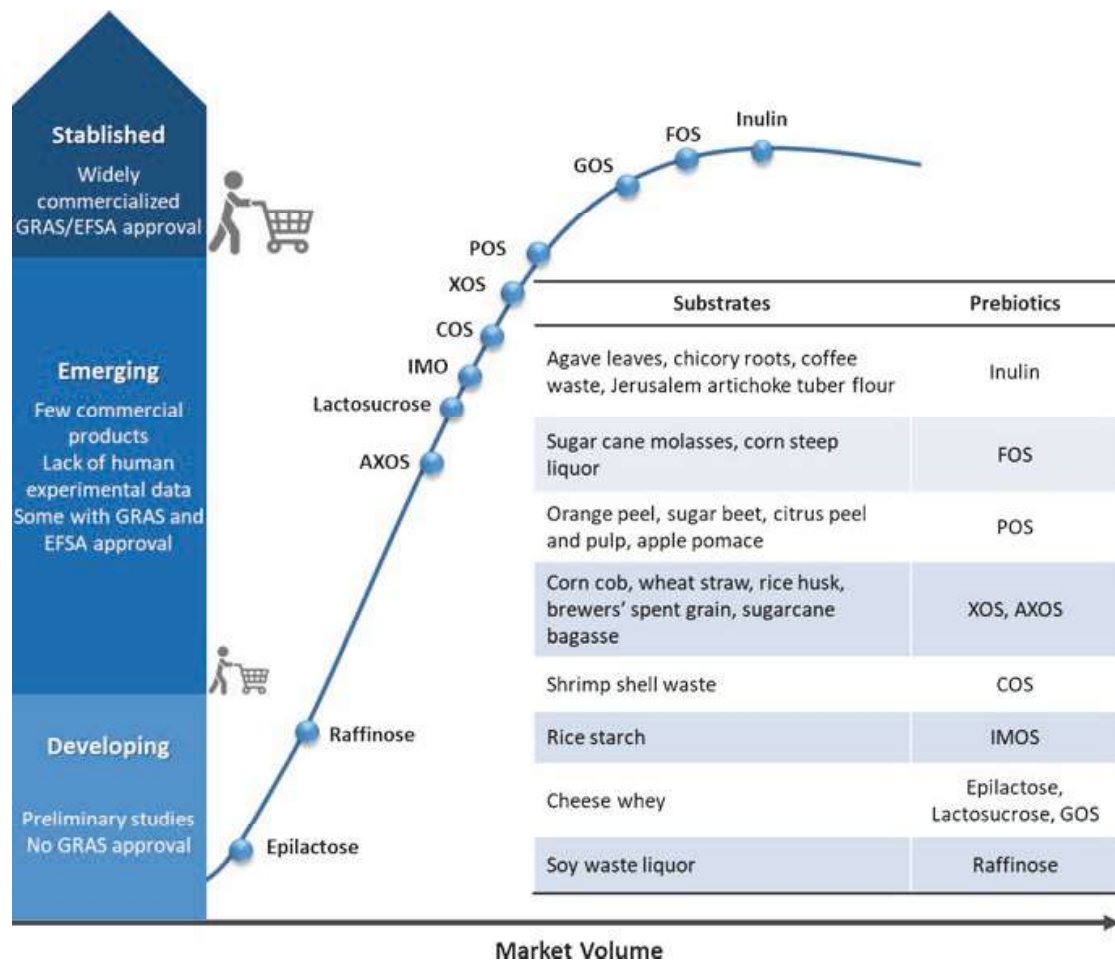 Stablished
Widely
commercialized
GRAS/EFSA approval
Emerging
Few commercial
products
Lack of human
experimental data
Some with GRAS and
EFSA approval
Developing
Preliminary studies
No GRAS approval
Inulin
FOS
GOS
POS
XOS
COS
IMO
Lactosucrose
AXOS
Raffinose
Epilactose
Substrates Prebiotics
Agave leaves, chicory roots, coffee
waste, Jerusalem artichoke tuber flour
Inulin
Sugar cane molasses, corn steep
liquor
FOS
Orange peel, sugar beet, citrus peel
and pulp, apple pomace
POS
Corn cob, wheat straw, rice husk,
brewers’ spent grain, sugarcane
bagasse
XOS, AXOS
Shrimp shell waste COS
Rice starch IMOS
Cheese whey
Epilactose,
Lactosucrose, GOS
Soy waste liquor Raffinose
Market Volume